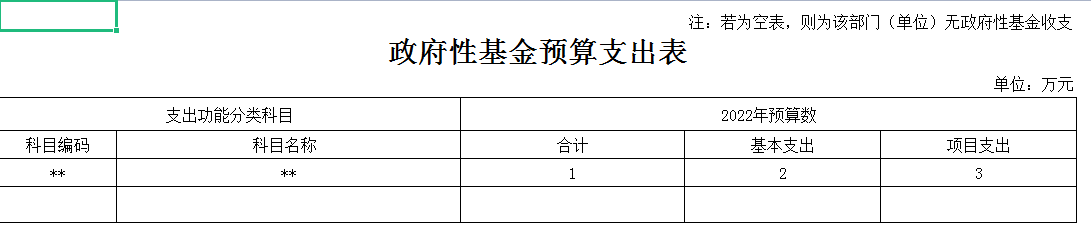 注：若为空表，则为该部门（单位）无政府性基金收支
政府性基金预算支出表
单位：万元
支出功能分类科目 2022年预算数
科目编码 科目名称 合计 基本支出 项目支出
** ** 1 2 3